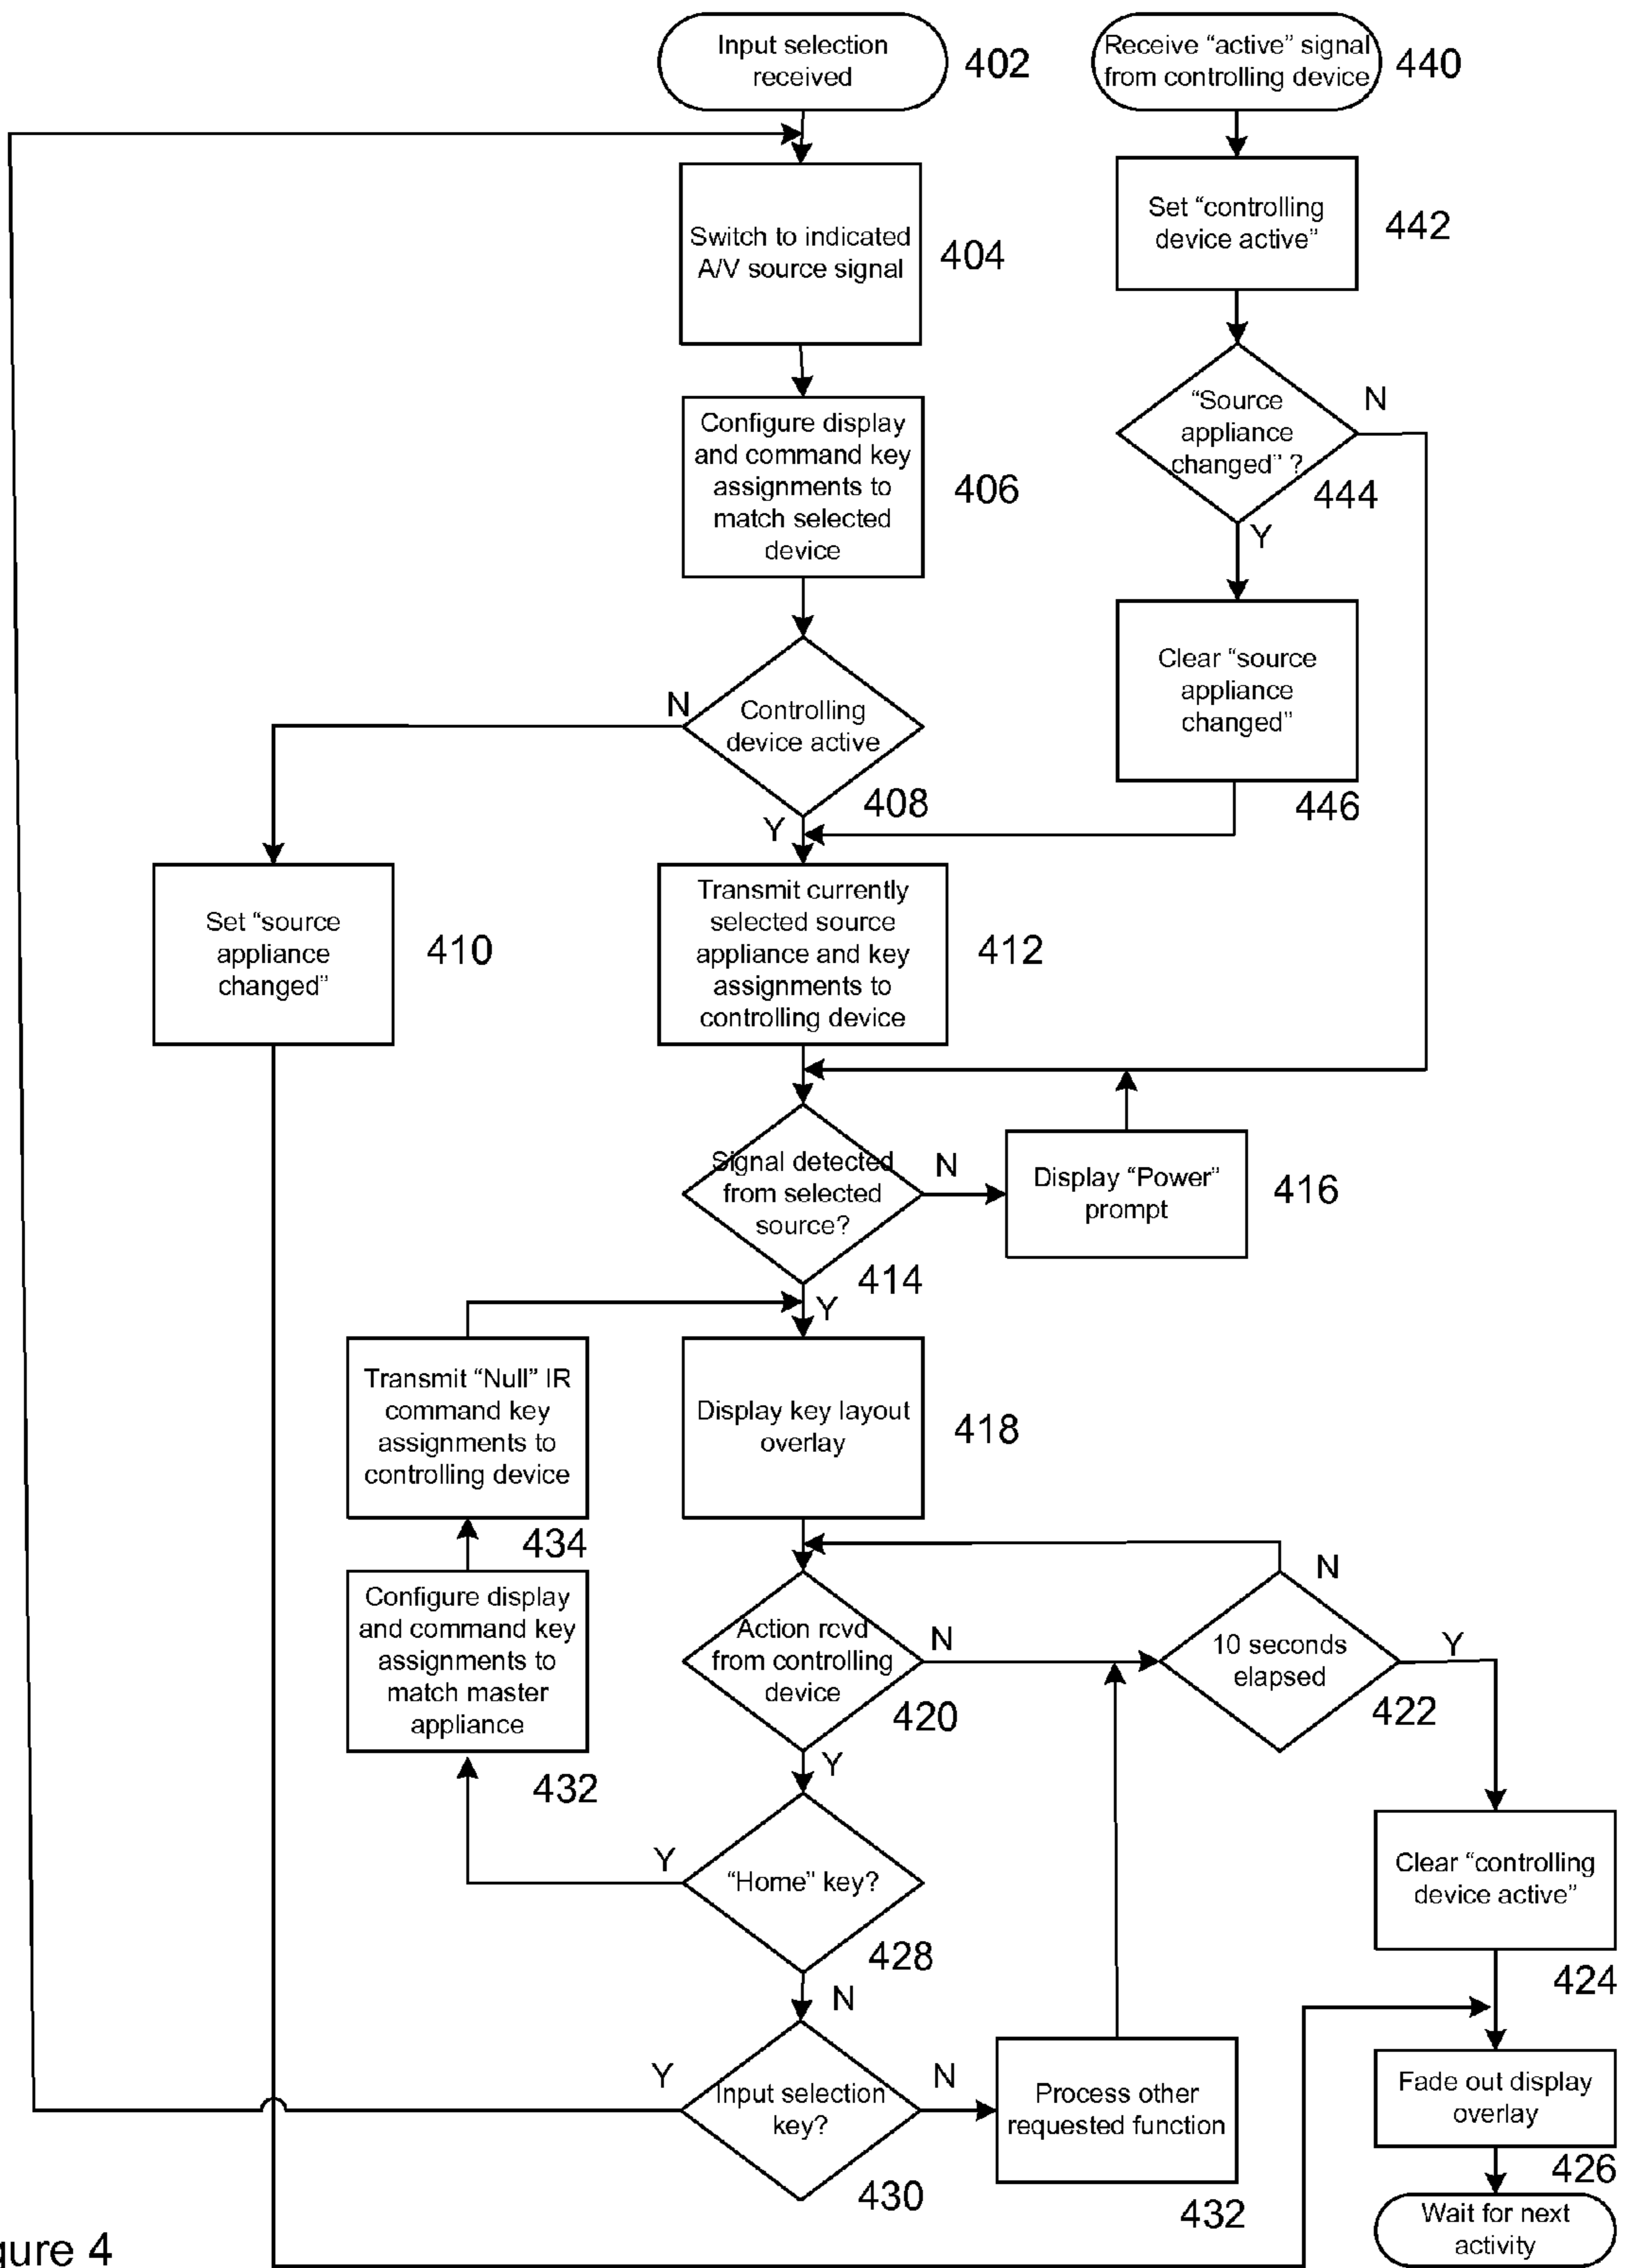 Input selection
received
402
Receive “active” signal
from controlling device
440
Switch to indicated
A/V source signal
404
Set “controlling
device active”
442
Configure display
and command key
assignments to
match selected
device
406
“Source
appliance
changed” ?
N
444
Y
Clear “source
appliance
changed”
446
N
Controlling
device active
408
Y
Set “source
appliance
changed”
410
Transmit currently
selected source
appliance and key
assignments to
controlling device
412
Signal detected
from selected
source?
N
414
Y
Display “Power”
prompt
416
Transmit “Null” IR
command key
assignments to
controlling device
434
Display key layout
overlay
418
Configure display
and command key
assignments to
match master
appliance
432
Action rcvd
from controlling
device
N
420
Y
10 seconds
elapsed
N
Y
422
Y
“Home” key?
428
N
Clear “controlling
device active”
424
Y
Input selection
key?
N
430
Process other
requested function
432
Fade out display
overlay
426
Wait for next
activity
gure 4